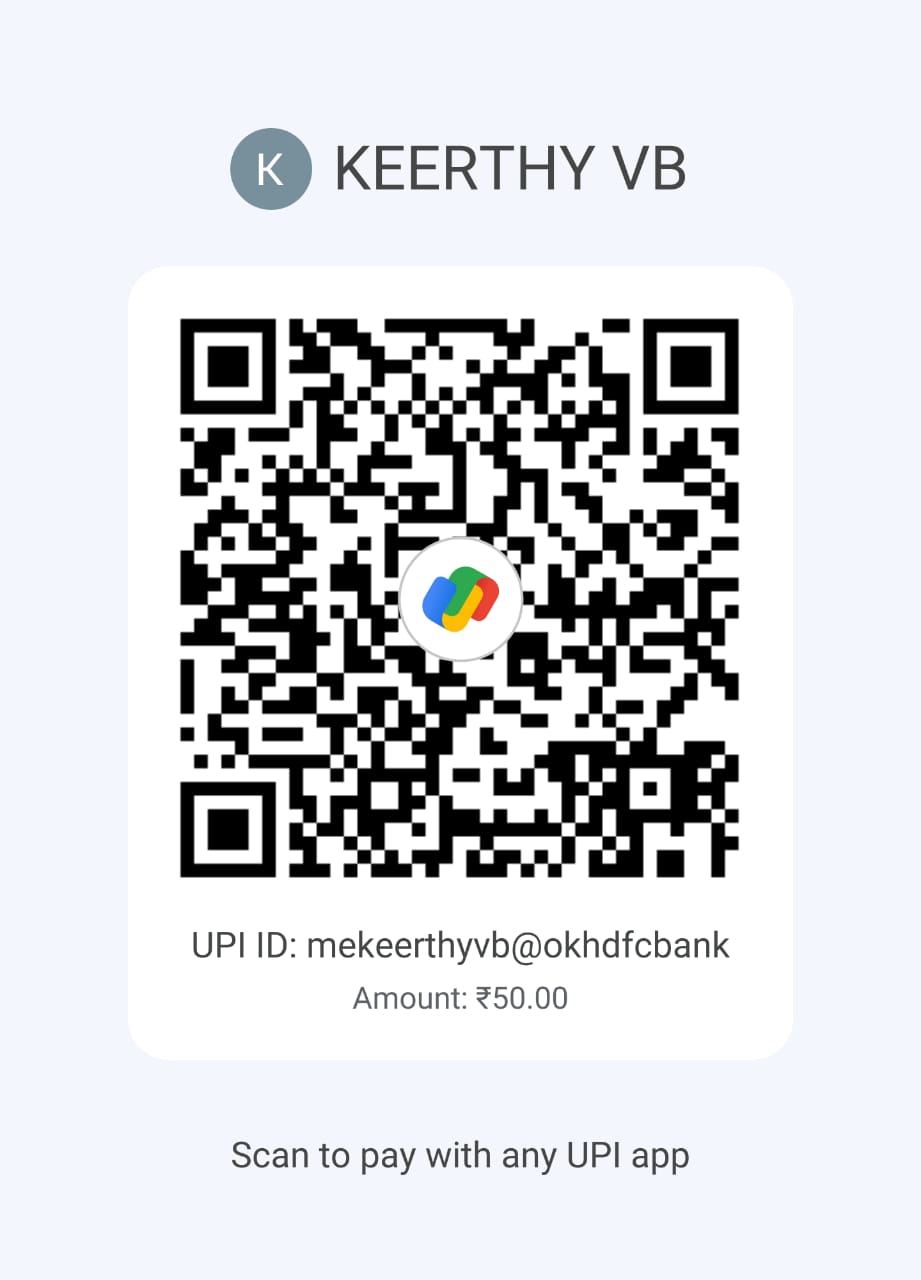 K KEERTHY VB
UPI ID: mekeerthyvb@okhdfcbank
Amount: ₹50.00
Scan to pay with any UPI app